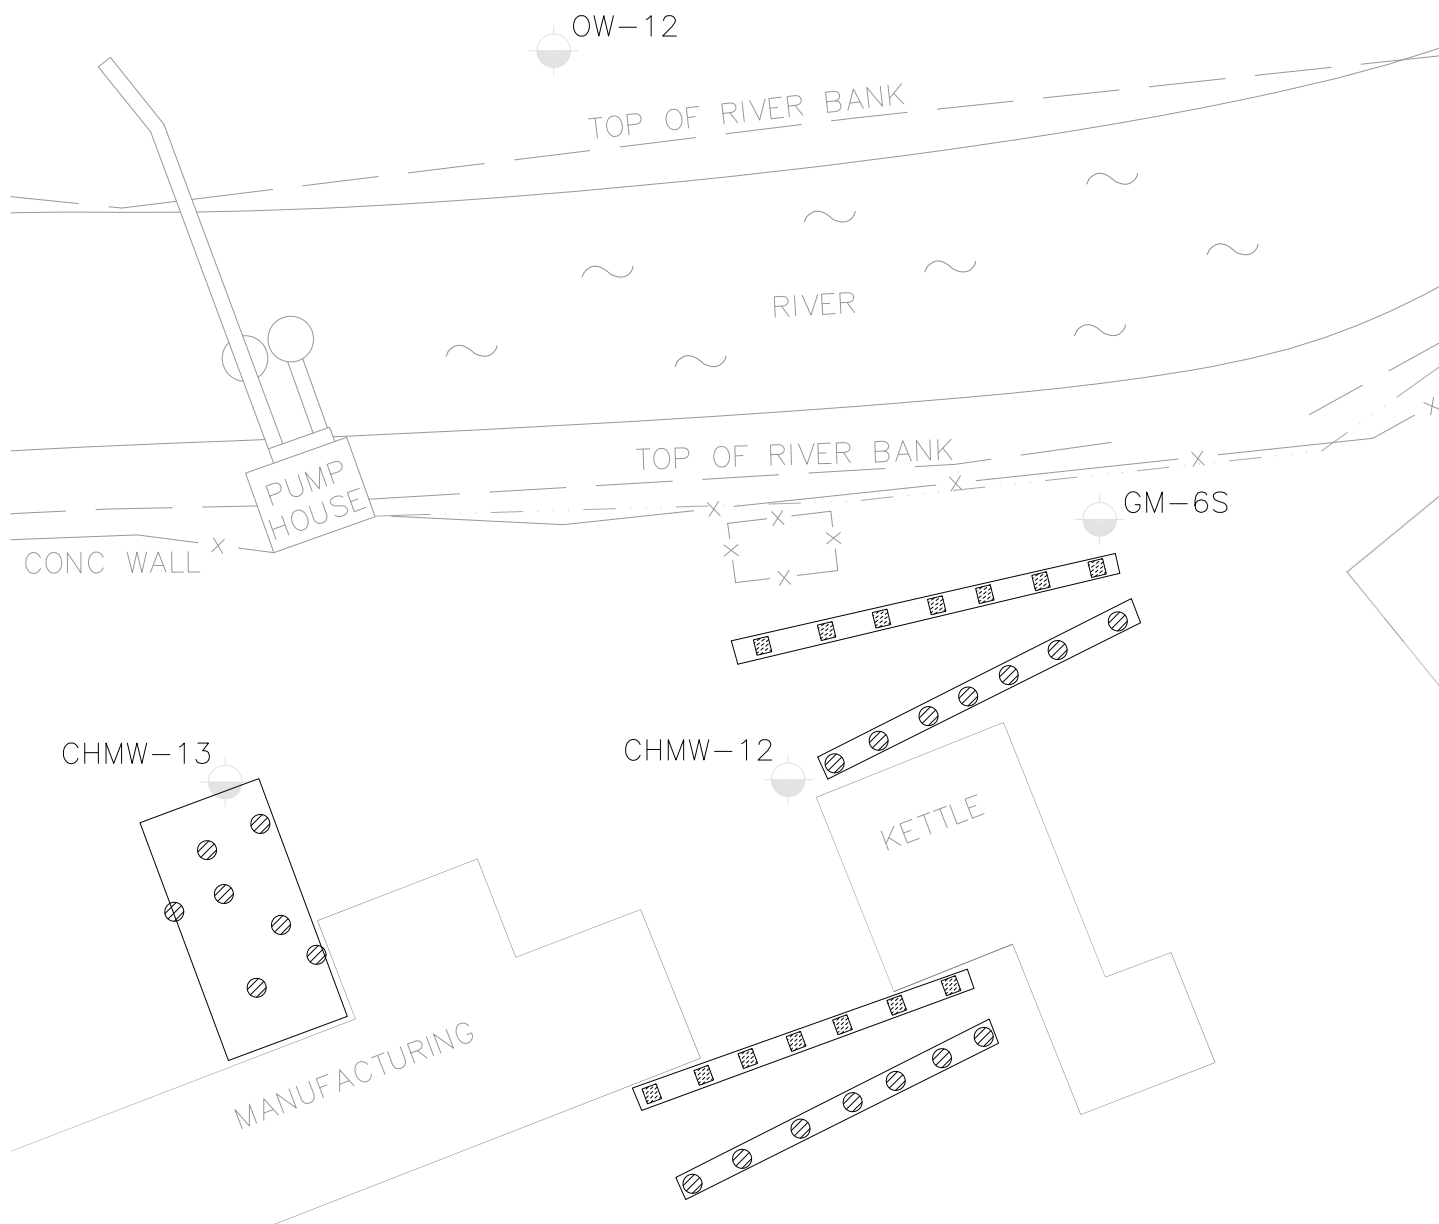 OW-12
TOP OF RIVER BANK
RIVER
TOP OF RIVER BANK
PUMP
HOUSE
GM-6S
CONC WALL
CHMW-13
CHMW-12
KETTLE
MANUFACTURING